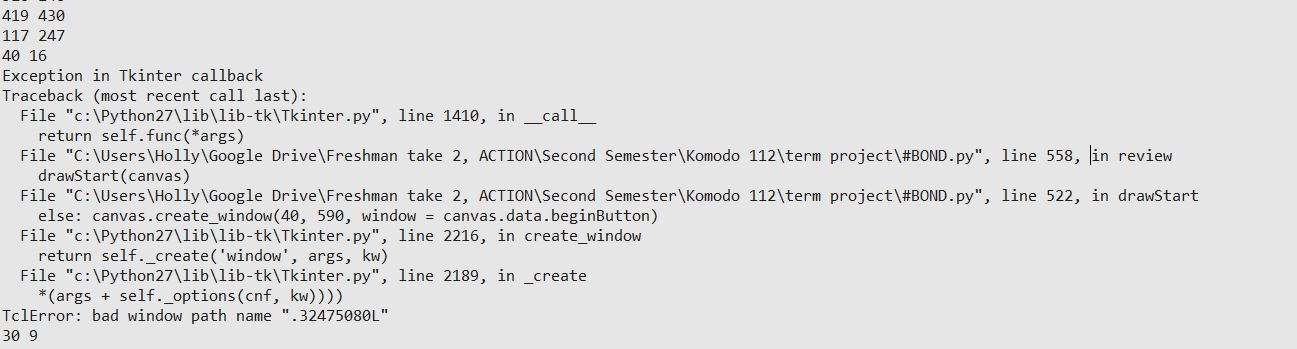 419 430
117 247
40 16
Exception in Tkinter callback
Traceback (most recent call last):
  File "c:\Python27\lib\lib-tk\Tkinter.py", line 1410, in __call__
    return self.func(*args)
  File "C:\Users\Holly\Google Drive\Freshman take 2, ACTION\Second Semester\Komodo 112\term project\#BOND.py", line 558, in review
    drawStart(canvas)
  File "C:\Users\Holly\Google Drive\Freshman take 2, ACTION\Second Semester\Komodo 112\term project\#BOND.py", line 522, in drawStart
    else: canvas.create_window(40, 590, window = canvas.data.beginButton)
  File "c:\Python27\lib\lib-tk\Tkinter.py", line 2216, in create_window
    return self._create('window', args, kw)
  File "c:\Python27\lib\lib-tk\Tkinter.py", line 2189, in _create
    *(args + self._options(cnf, kw))))
TclError: bad window path name ".32475080L"
30 9